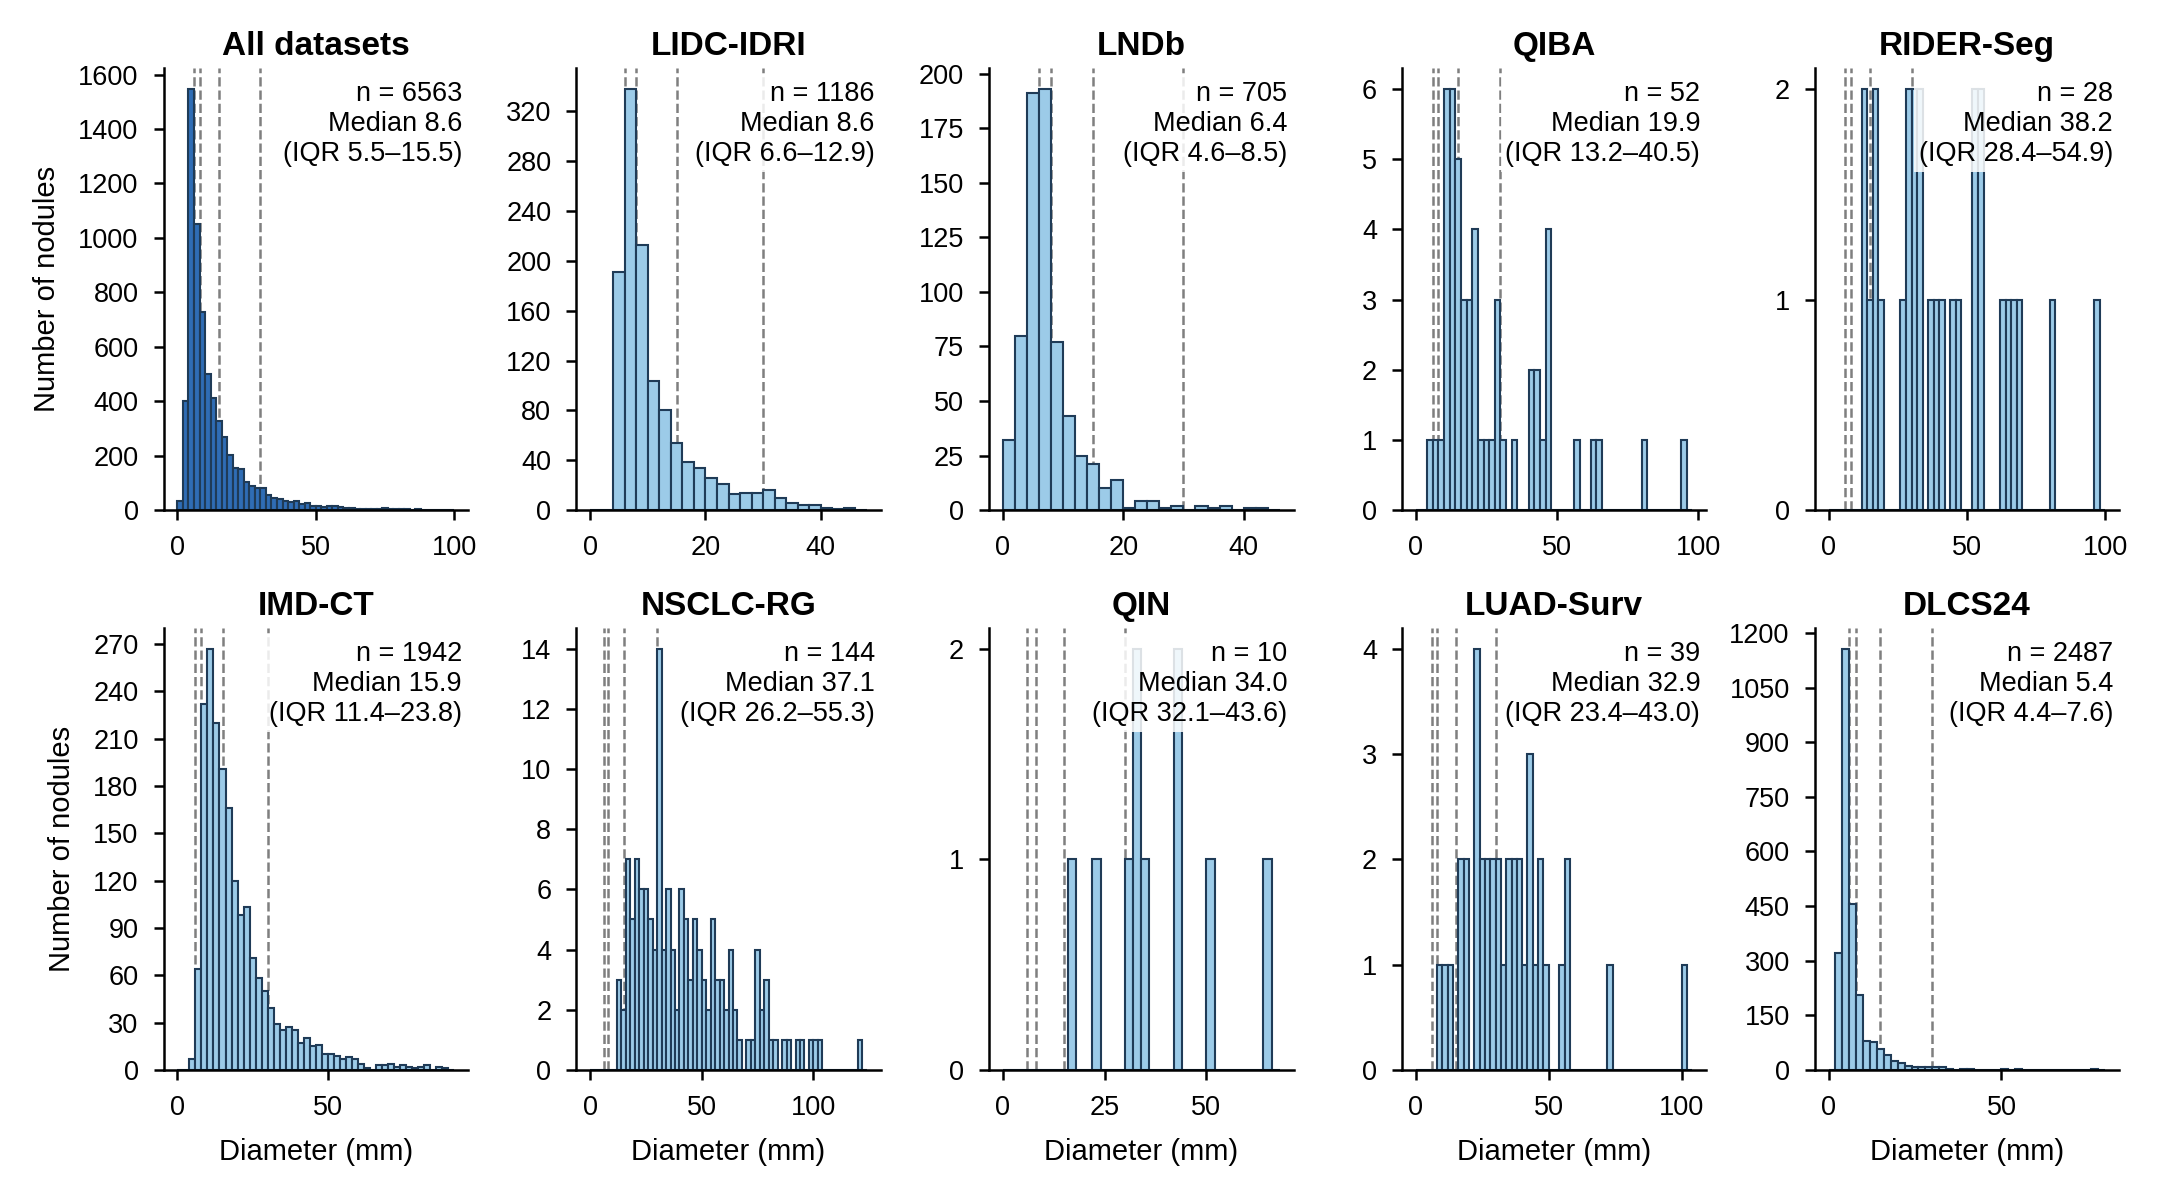 All datasets
1600
1400
1200
1000
800
600
400
200
0
0 50 100
Number of nodules
n = 6563
Median 8.6
(IQR 5.5–15.5)
LIDC-IDRI
320
280
240
200
160
120
80
40
0
0 20 40
n = 1186
Median 8.6
(IQR 6.6–12.9)
LNDb
200
175
150
125
100
75
50
25
0
0 20 40
n = 705
Median 6.4
(IQR 4.6–8.5)
QIBA
6
5
4
3
2
1
0
0 50 100
n = 52
Median 19.9
(IQR 13.2–40.5)
RIDER-Seg
2
1
0
0 50 100
n = 28
Median 38.2
(IQR 28.4–54.9)
IMD-CT
270
240
210
180
150
120
90
60
30
0
0 50
Number of nodules
Diameter (mm)
n = 1942
Median 15.9
(IQR 11.4–23.8)
NSCLC-RG
14
12
10
8
6
4
2
0
0 50 100
Diameter (mm)
n = 144
Median 37.1
(IQR 26.2–55.3)
QIN
2
1
0
0 25 50
Diameter (mm)
n = 10
Median 34.0
(IQR 32.1–43.6)
LUAD-Surv
4
3
2
1
0
0 50 100
Diameter (mm)
n = 39
Median 32.9
(IQR 23.4–43.0)
DLCS24
1200
1050
900
750
600
450
300
150
0
0 50
Diameter (mm)
n = 2487
Median 5.4
(IQR 4.4–7.6)